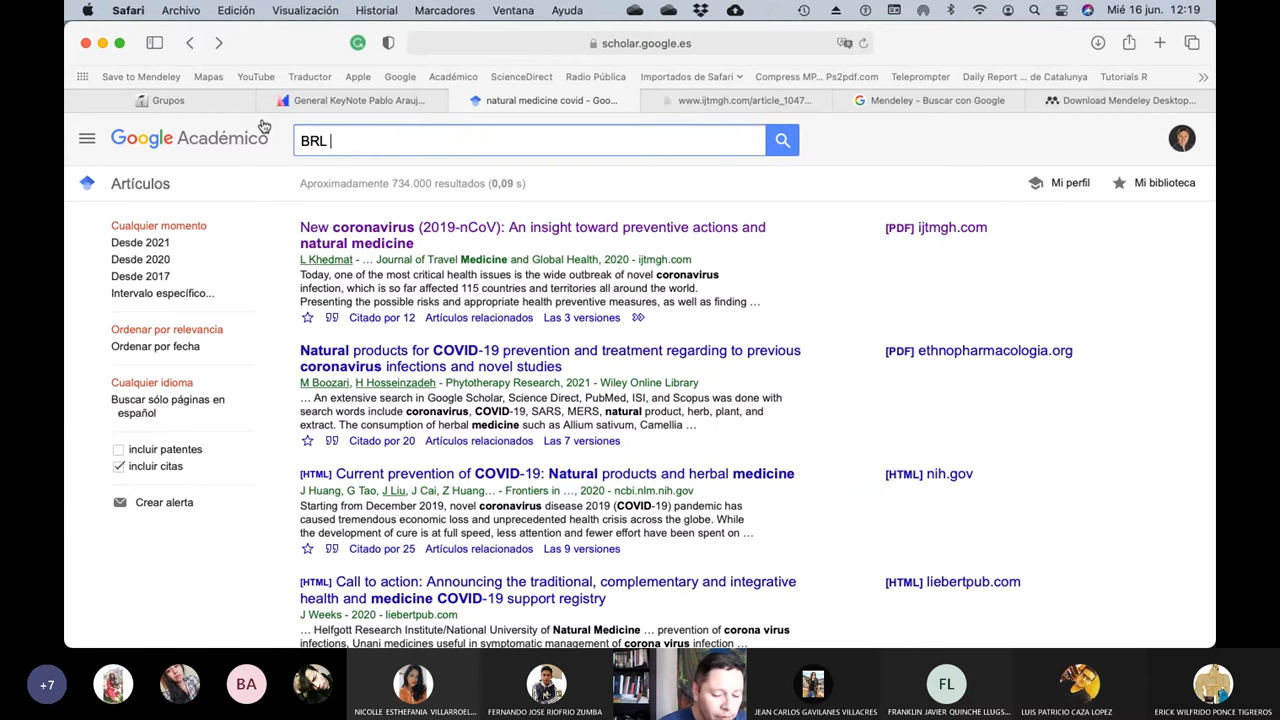 Safari Archivo Edición Visualización Historial Marcadores Ventana Ayuda Mié 16 jun. 12:19
scholar.google.es
Save to Mendeley Mapas YouTube Traductor Apple Google Académico ScienceDirect Radio Pública Importados de Safari Compress MP... Ps2pdf.com Teleprompter Daily Report ... de Catalunya Tutorials R
Grupos General KeyNote Pablo Arauj... natural medicine covid - Goo... www.ijtmgh.com/article_1047... Mendeley - Buscar con Google Download Mendeley Desktop...
Google Académico BRL
Artículos Aproximadamente 734.000 resultados (0,09 s) Mi perfil Mi biblioteca
Cualquier momento
Desde 2021
Desde 2020
Desde 2017
Intervalo específico...
Ordenar por relevancia
Ordenar por fecha
Cualquier idioma
Buscar sólo páginas en
español
incluir patentes
incluir citas
Crear alerta
New coronavirus (2019-nCoV): An insight toward preventive actions and
natural medicine
L Khedmat - … Journal of Travel Medicine and Global Health, 2020 - ijtmgh.com
Today, one of the most critical health issues is the wide outbreak of novel coronavirus
infection, which is so far affected 115 countries and territories all around the world.
Presenting the possible risks and appropriate health preventive measures, as well as finding …
Citado por 12 Artículos relacionados Las 3 versiones
[PDF] ijtmgh.com
Natural products for COVID-19 prevention and treatment regarding to previous
coronavirus infections and novel studies
M Boozari, H Hosseinzadeh - Phytotherapy Research, 2021 - Wiley Online Library
… An extensive search in Google Scholar, Science Direct, PubMed, ISI, and Scopus was done with
search words include coronavirus, COVID-19, SARS, MERS, natural product, herb, plant, and
extract. The consumption of herbal medicine such as Allium sativum, Camellia …
Citado por 20 Artículos relacionados Las 7 versiones
[PDF] ethnopharmacologia.org
[HTML] Current prevention of COVID-19: Natural products and herbal medicine
J Huang, G Tao, J Liu, J Cai, Z Huang… - Frontiers in …, 2020 - ncbi.nlm.nih.gov
Starting from December 2019, novel coronavirus disease 2019 (COVID-19) pandemic has
caused tremendous economic loss and unprecedented health crisis across the globe. While
the development of cure is at full speed, less attention and fewer effort have been spent on …
Citado por 25 Artículos relacionados Las 9 versiones
[HTML] nih.gov
[HTML] Call to action: Announcing the traditional, complementary and integrative
health and medicine COVID-19 support registry
J Weeks - 2020 - liebertpub.com
… Helfgott Research Institute/National University of Natural Medicine … prevention of corona virus
infections, Unani medicines useful in symptomatic management of corona virus infection …
[HTML] liebertpub.com
+7 BA FL
NICOLLE ESTHEFANIA VILLARROEL... FERNANDO JOSE RIOFRIO ZUMBA JEAN CARLOS GAVILANES VILLACRES FRANKLIN JAVIER QUINCHE LLUGS... LUIS PATRICIO CAZA LOPEZ ERICK WILFRIDO PONCE TIGREROS